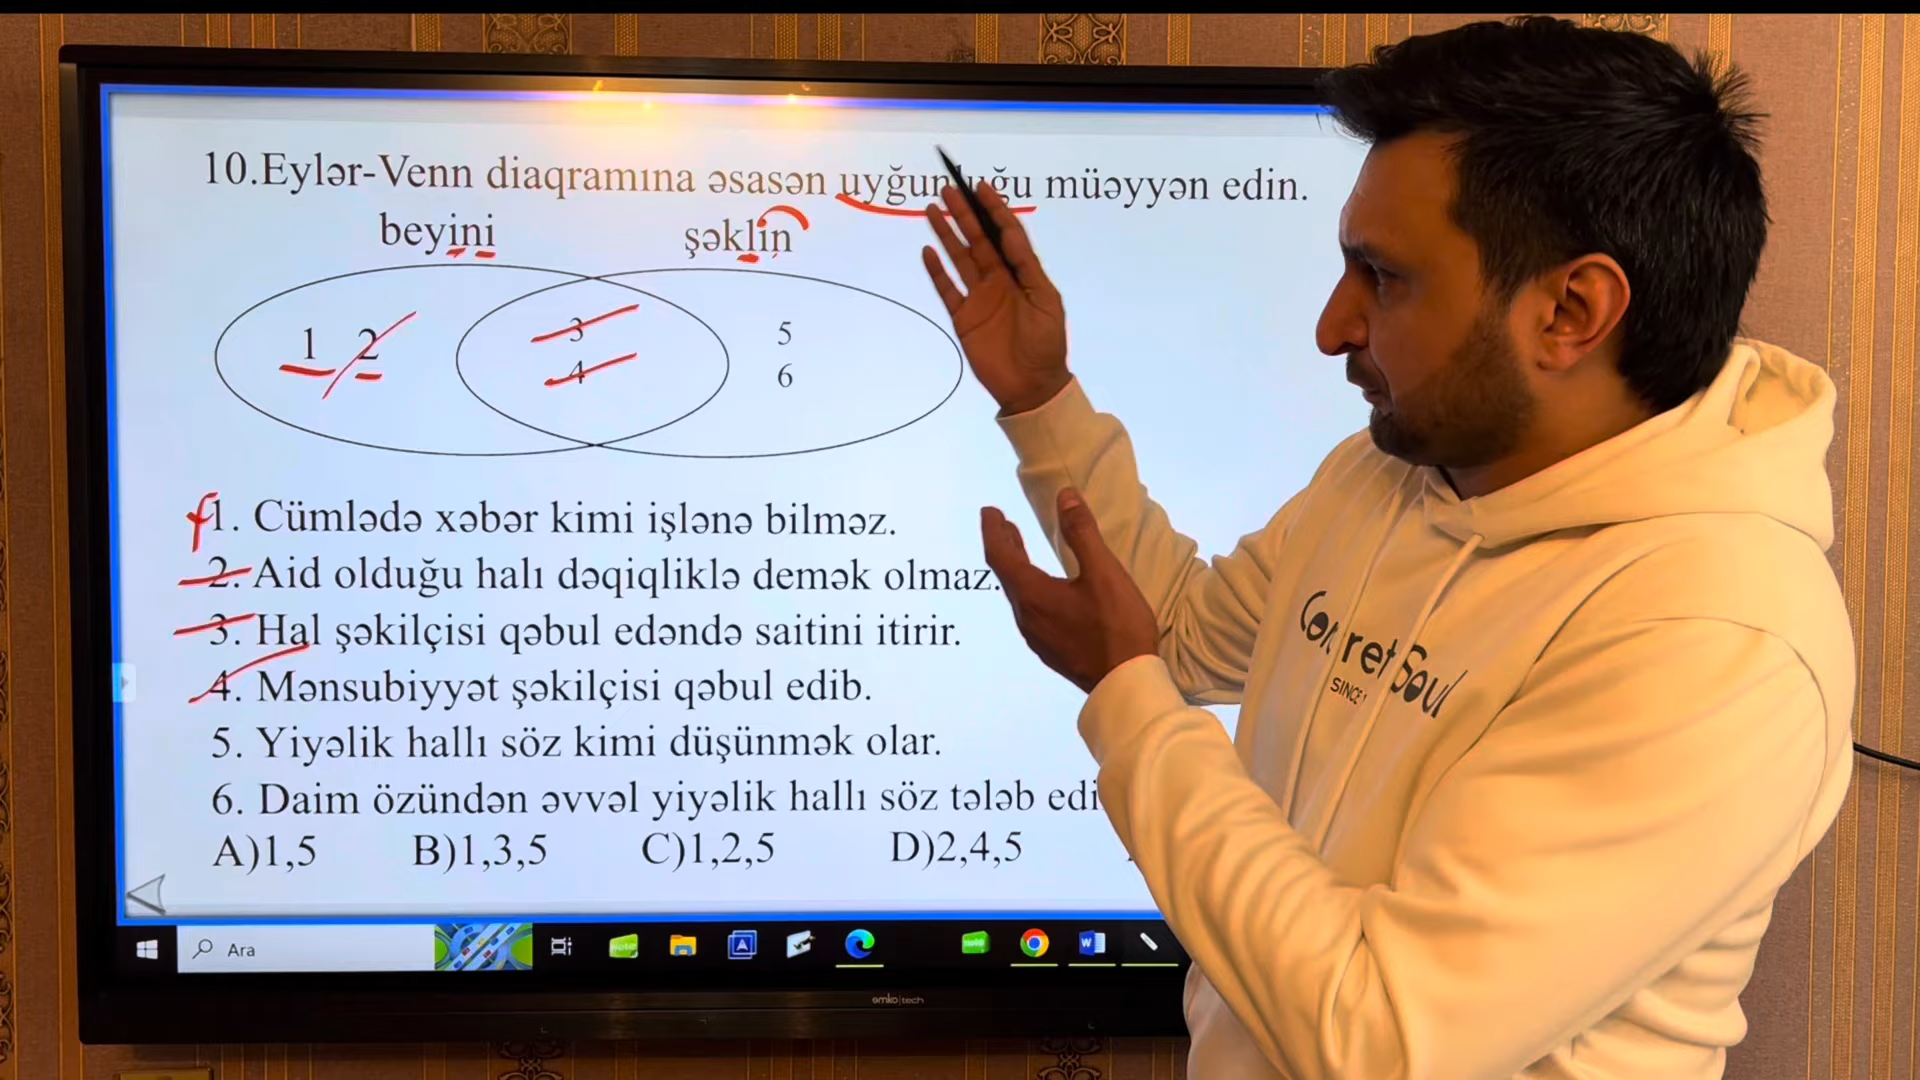 10.Eylər-Venn diaqramına əsasən müəyyən edin.
beyini şəklin
1 2 3 5
4 6
1. Cümlədə xəbər kimi işlənə bilməz.
2. Aid olduğu halı dəqiqliklə demək olmaz.
3. Hal şəkilçisi qəbul edəndə saitini itirir.
4. Mənsubiyyət şəkilçisi qəbul edib.
5. Yiyəlik hallı söz kimi düşünmək olar.
6. Daim özündən əvvəl yiyəlik hallı söz tələb edi
A)1,5 B)1,3,5 C)1,2,5 D)2,4,5
Ara
emko|tech
SINCE